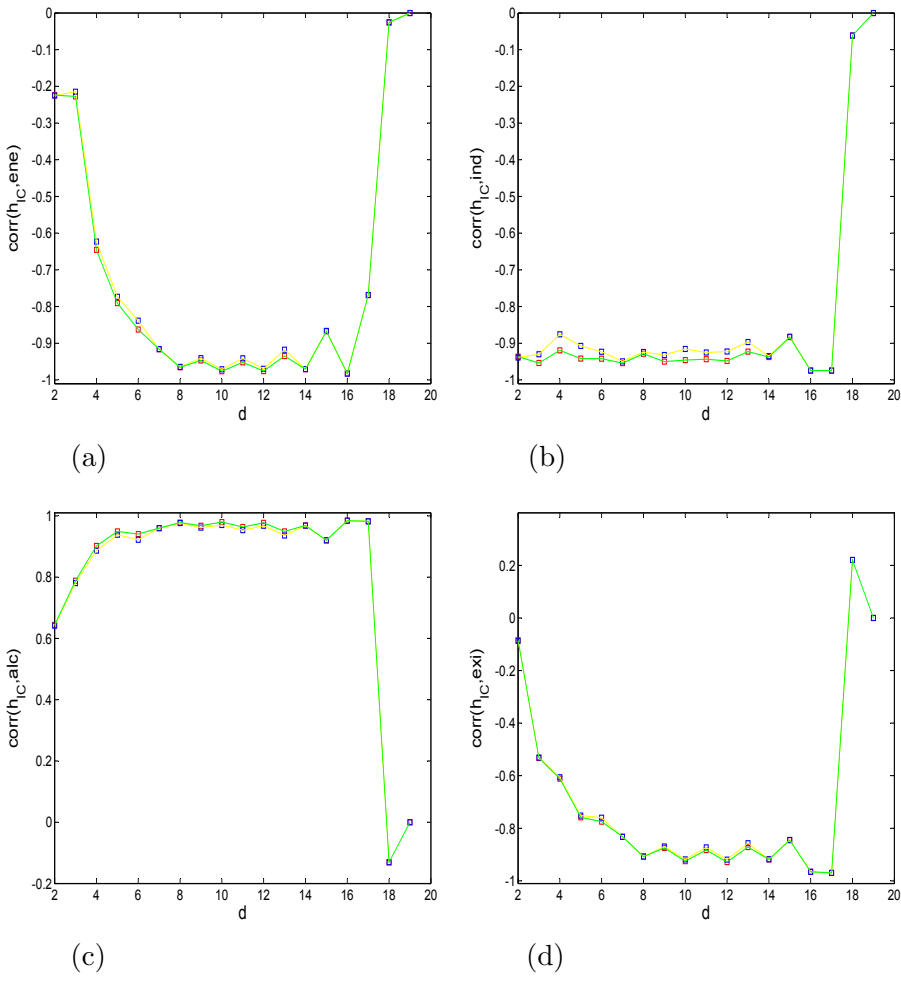 0
-0.1
-0.2
-0.3
-0.4
-0.5
-0.6
-0.7
-0.8
-0.9
-1
corr(h_IC,ene)
2 4 6 8 10 12 14 16 18 20
d
(a)
0
-0.1
-0.2
-0.3
-0.4
-0.5
-0.6
-0.7
-0.8
-0.9
-1
corr(h_IC,ind)
2 4 6 8 10 12 14 16 18 20
d
(b)
1
0.8
0.6
0.4
0.2
0
-0.2
corr(h_IC,alc)
2 4 6 8 10 12 14 16 18 20
d
(c)
0.2
0
-0.2
-0.4
-0.6
-0.8
-1
corr(h_IC,exi)
2 4 6 8 10 12 14 16 18 20
d
(d)